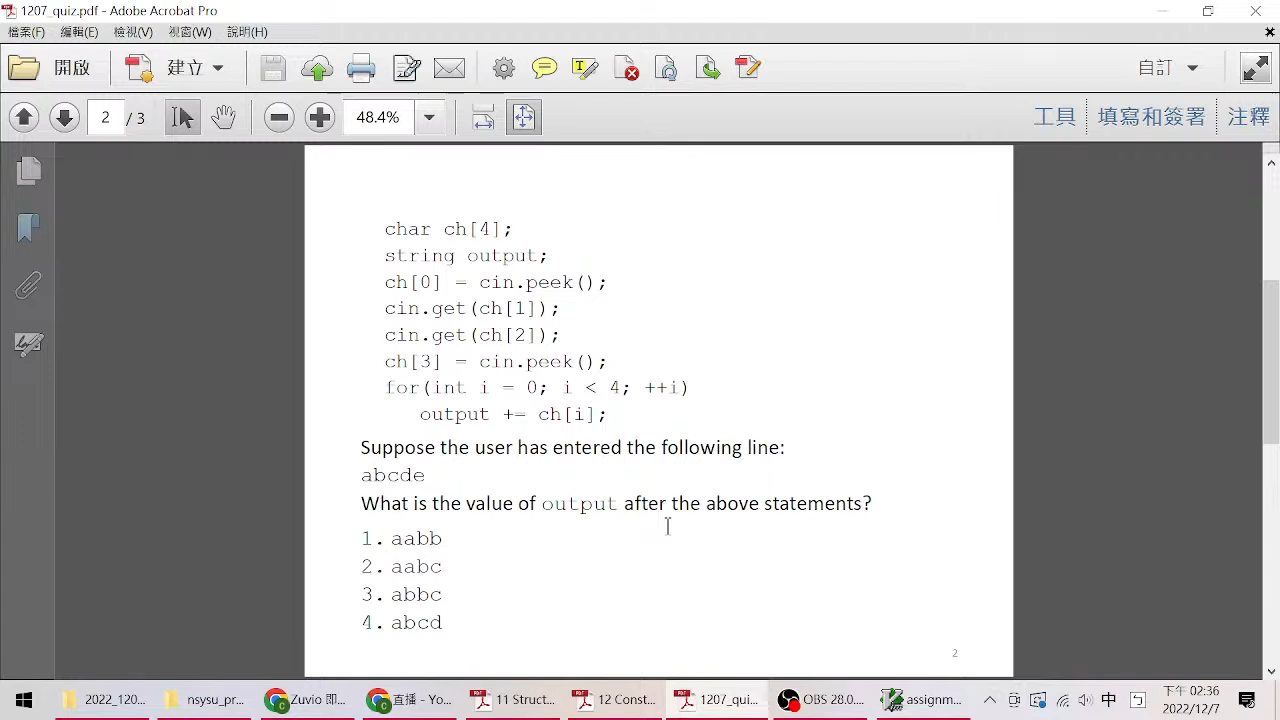 1207_quiz.pdf - Adobe Acrobat Pro
檔案(F) 編輯(E) 檢視(V) 視窗(W) 說明(H)
開啟 建立 自訂
2 / 3 48.4% 工具 填寫和簽署 注釋
char ch[4];
string output;
ch[0] = cin.peek();
cin.get(ch[1]);
cin.get(ch[2]);
ch[3] = cin.peek();
for(int i = 0; i < 4; ++i)
output += ch[i];
Suppose the user has entered the following line:
abcde
What is the value of output after the above statements?
1. aabb
2. aabc
3. abbc
4. abcd
2
2022_120... nsysu_pr... Zuvio 即... 直播 - Yo... 11 Struct... 12 Const... 1207_qui... OBS 28.0... assignm... 中 下午 02:36
2022/12/7